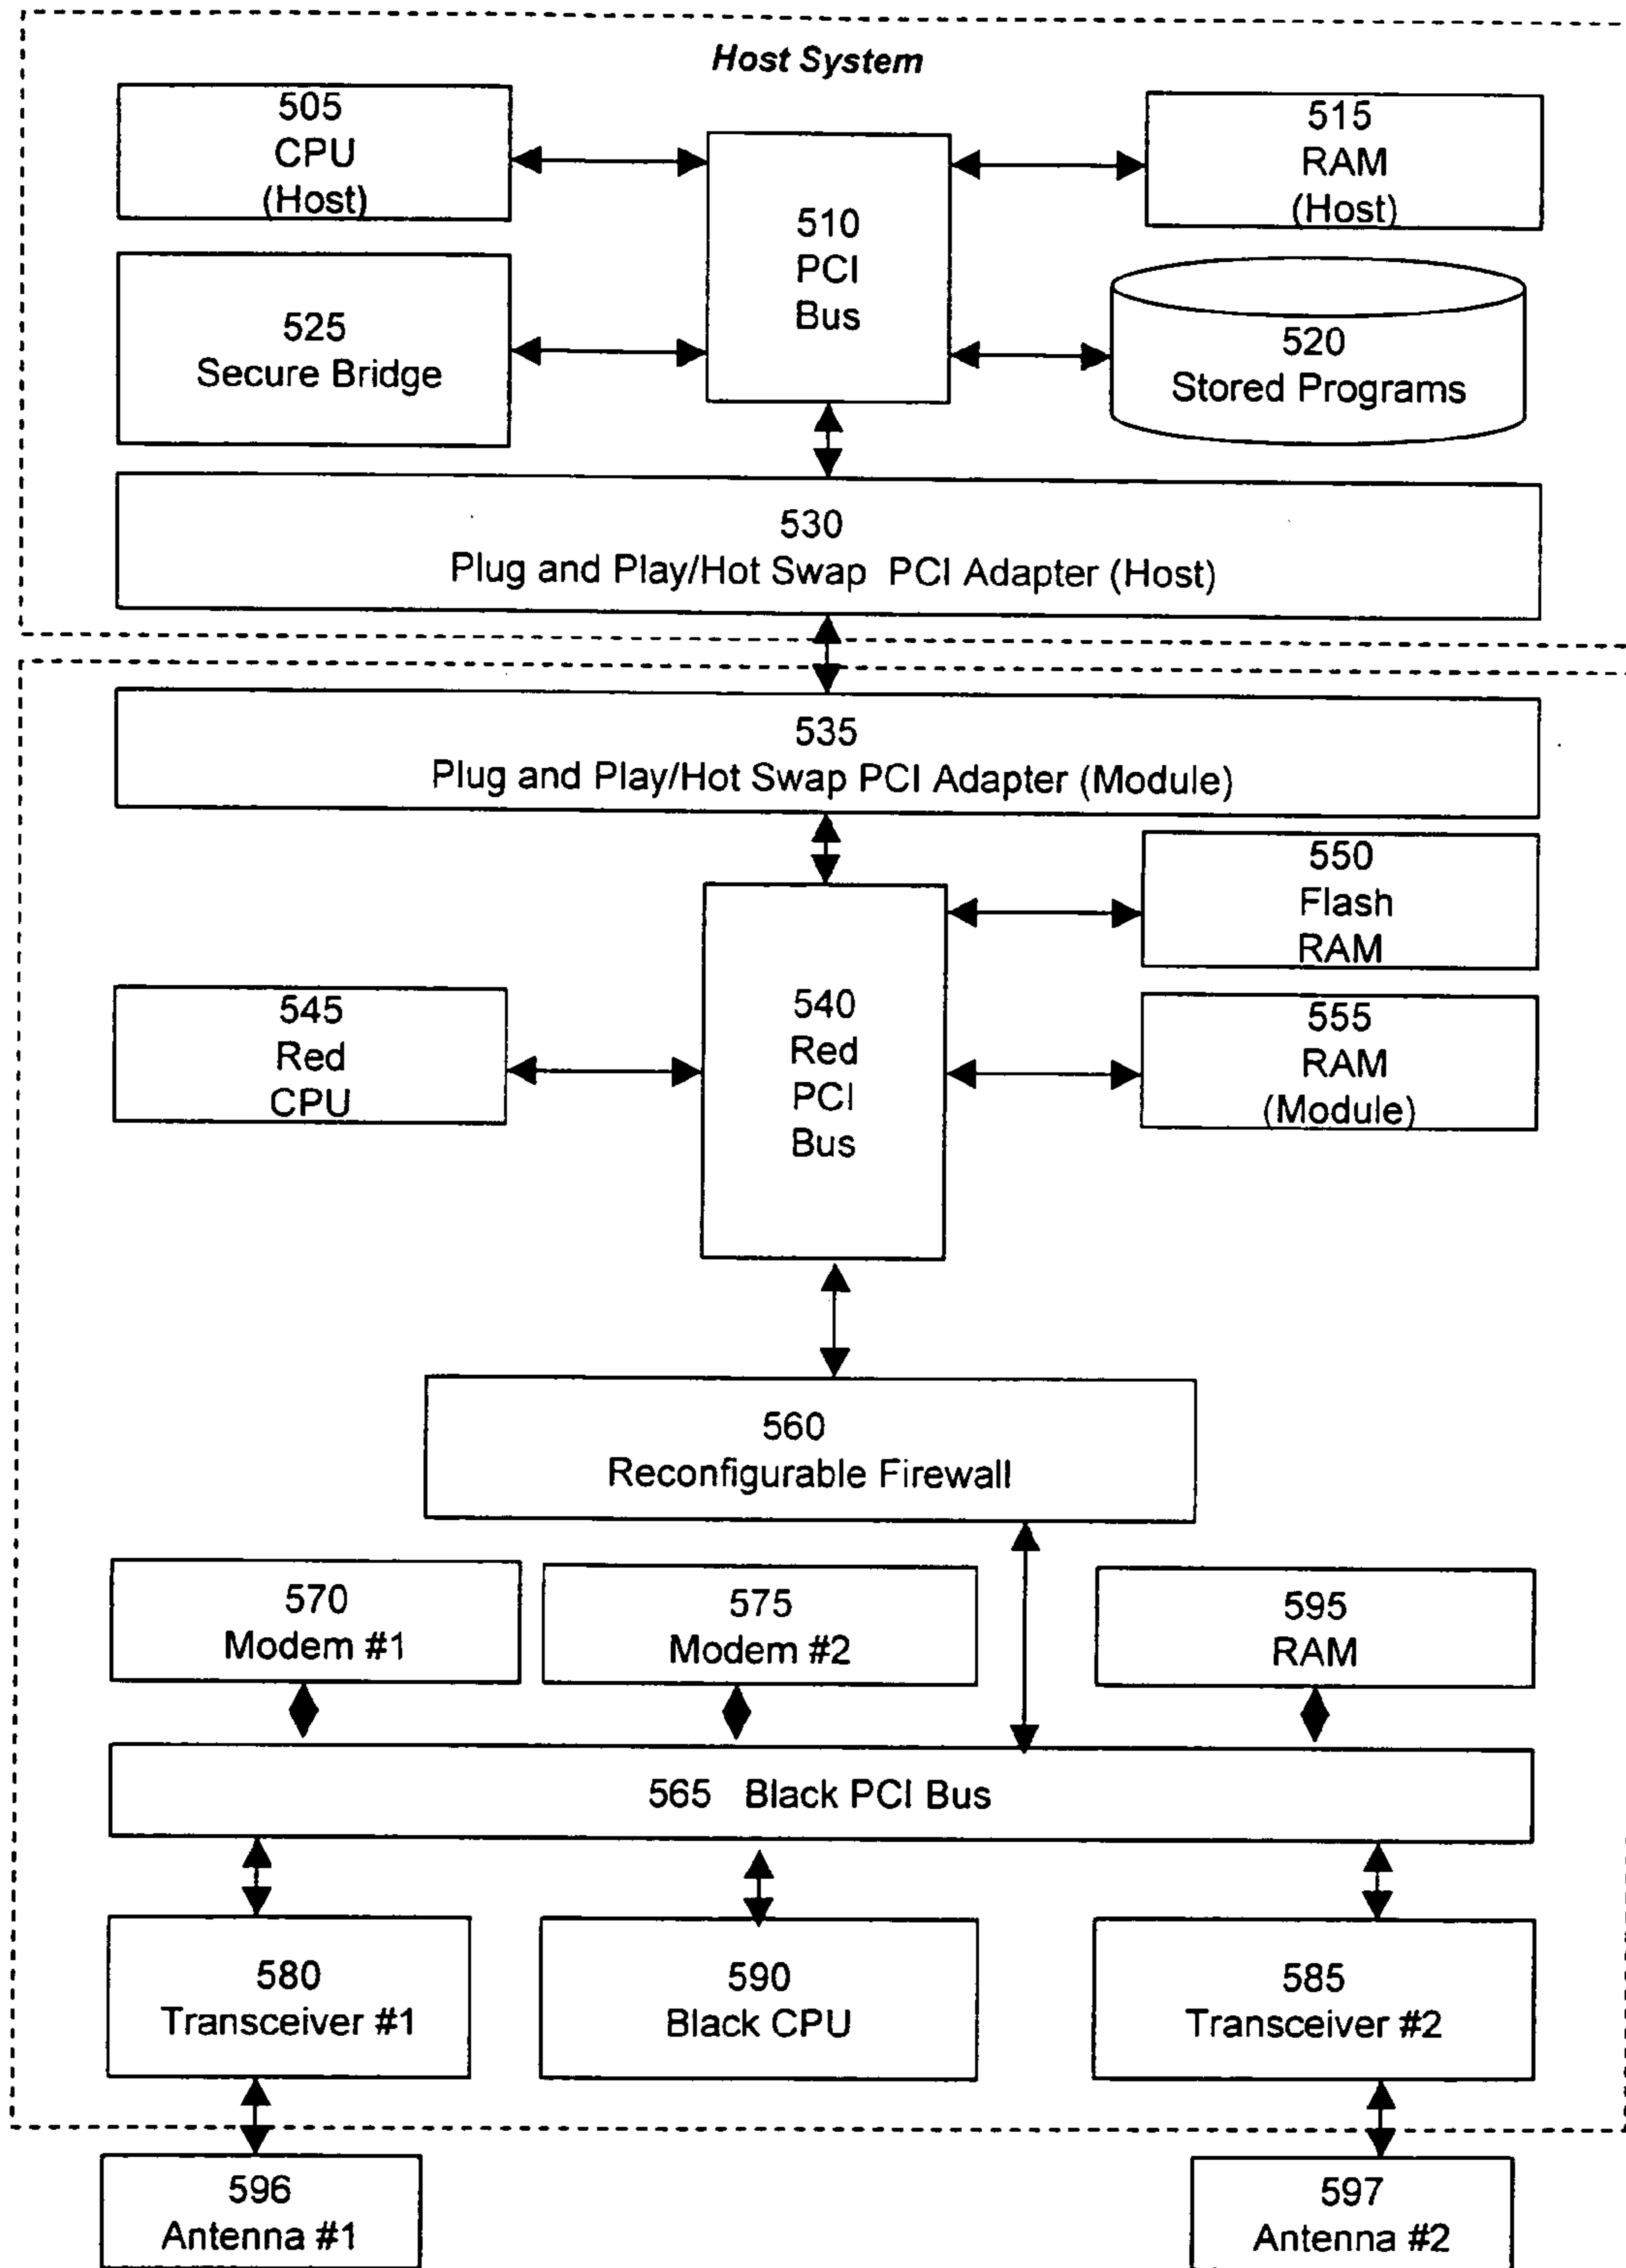 Host System
505
CPU
(Host)
510
PCI
Bus
515
RAM
(Host)
525
Secure Bridge
520
Stored Programs
530
Plug and Play/Hot Swap PCI Adapter (Host)
535
Plug and Play/Hot Swap PCI Adapter (Module)
550
Flash
RAM
545
Red
CPU
540
Red
PCI
Bus
555
RAM
(Module)
560
Reconfigurable Firewall
570
Modem #1
575
Modem #2
595
RAM
565 Black PCI Bus
580
Transceiver #1
590
Black CPU
585
Transceiver #2
596
Antenna #1
597
Antenna #2